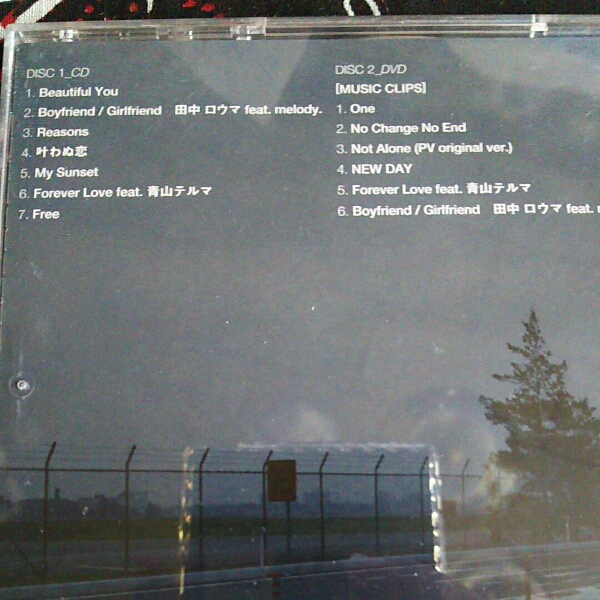 DISC 1_CD
1. Beautiful You
2. Boyfriend / Girlfriend 田中 ロウマ feat. melody.
3. Reasons
4. 叶わぬ恋
5. My Sunset
6. Forever Love feat. 青山テルマ
7. Free
DISC 2_DVD
[MUSIC CLIPS]
1. One
2. No Change No End
3. Not Alone (PV original ver.)
4. NEW DAY
5. Forever Love feat. 青山テルマ
6. Boyfriend / Girlfriend 田中 ロウマ feat.